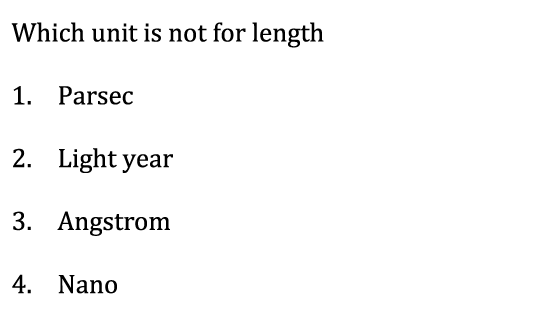 Which unit is not for length
1. Parsec
2. Light year
3. Angstrom
4. Nano